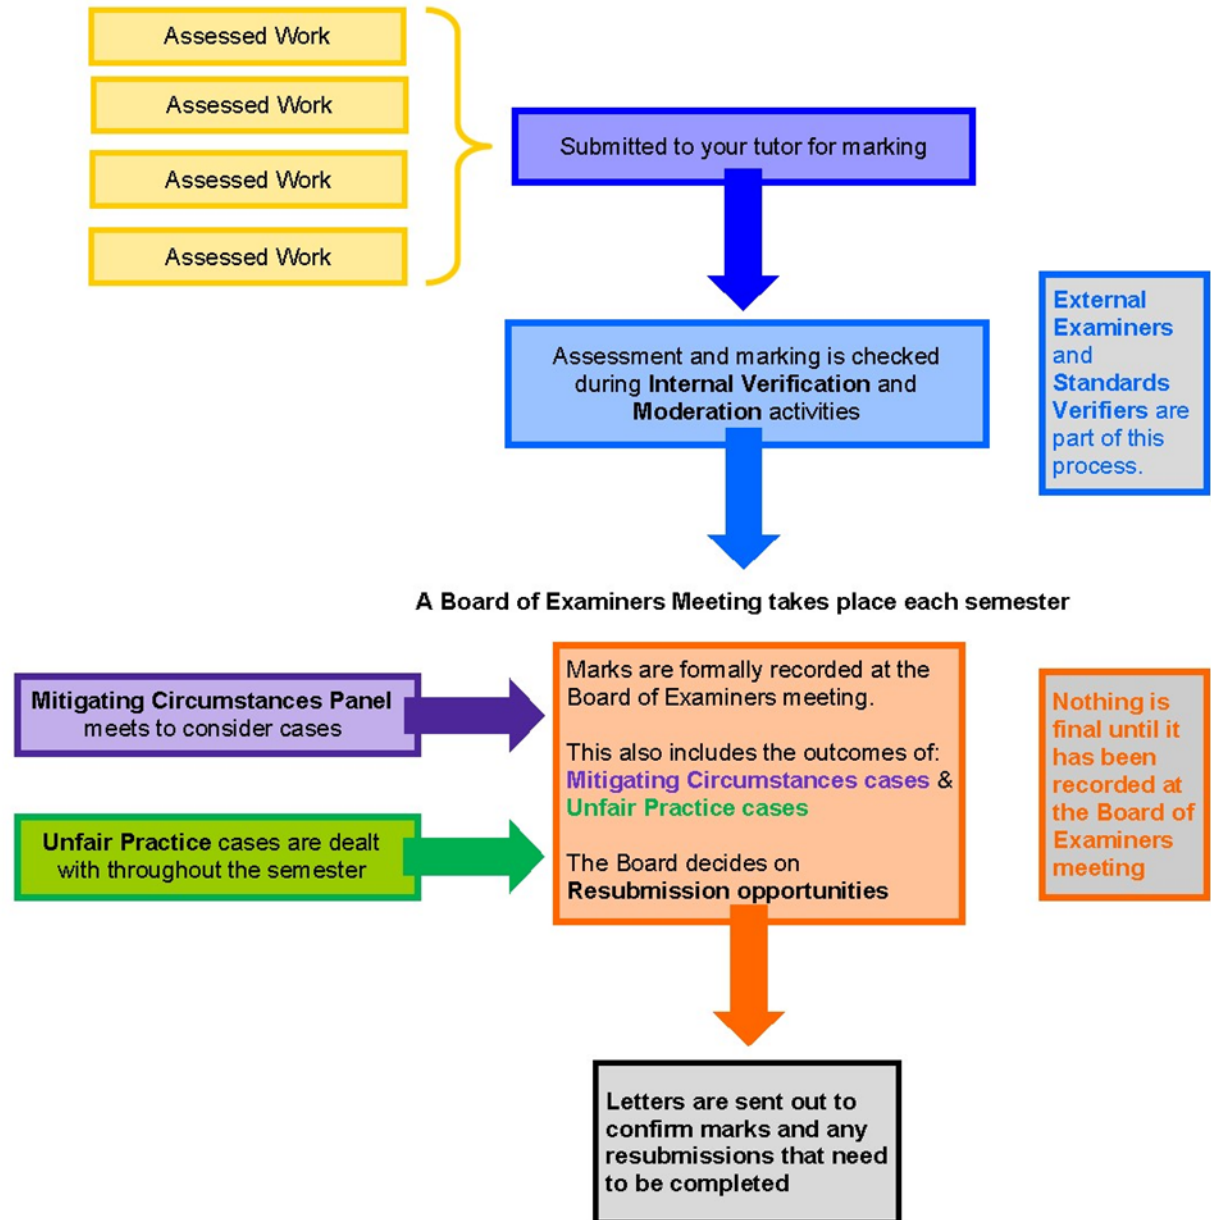 Assessed Work
Assessed Work
Assessed Work
Assessed Work
Submitted to your tutor for marking
Assessment and marking is checked
during Internal Verification and
Moderation activities
External
Examiners
and
Standards
Verifiers are
part of this
process.
A Board of Examiners Meeting takes place each semester
Mitigating Circumstances Panel
meets to consider cases
Unfair Practice cases are dealt
with throughout the semester
Marks are formally recorded at the
Board of Examiners meeting.
This also includes the outcomes of:
Mitigating Circumstances cases &
Unfair Practice cases
The Board decides on
Resubmission opportunities
Nothing is
final until it
has been
recorded at
the Board of
Examiners
meeting
Letters are sent out to
confirm marks and any
resubmissions that need
to be completed